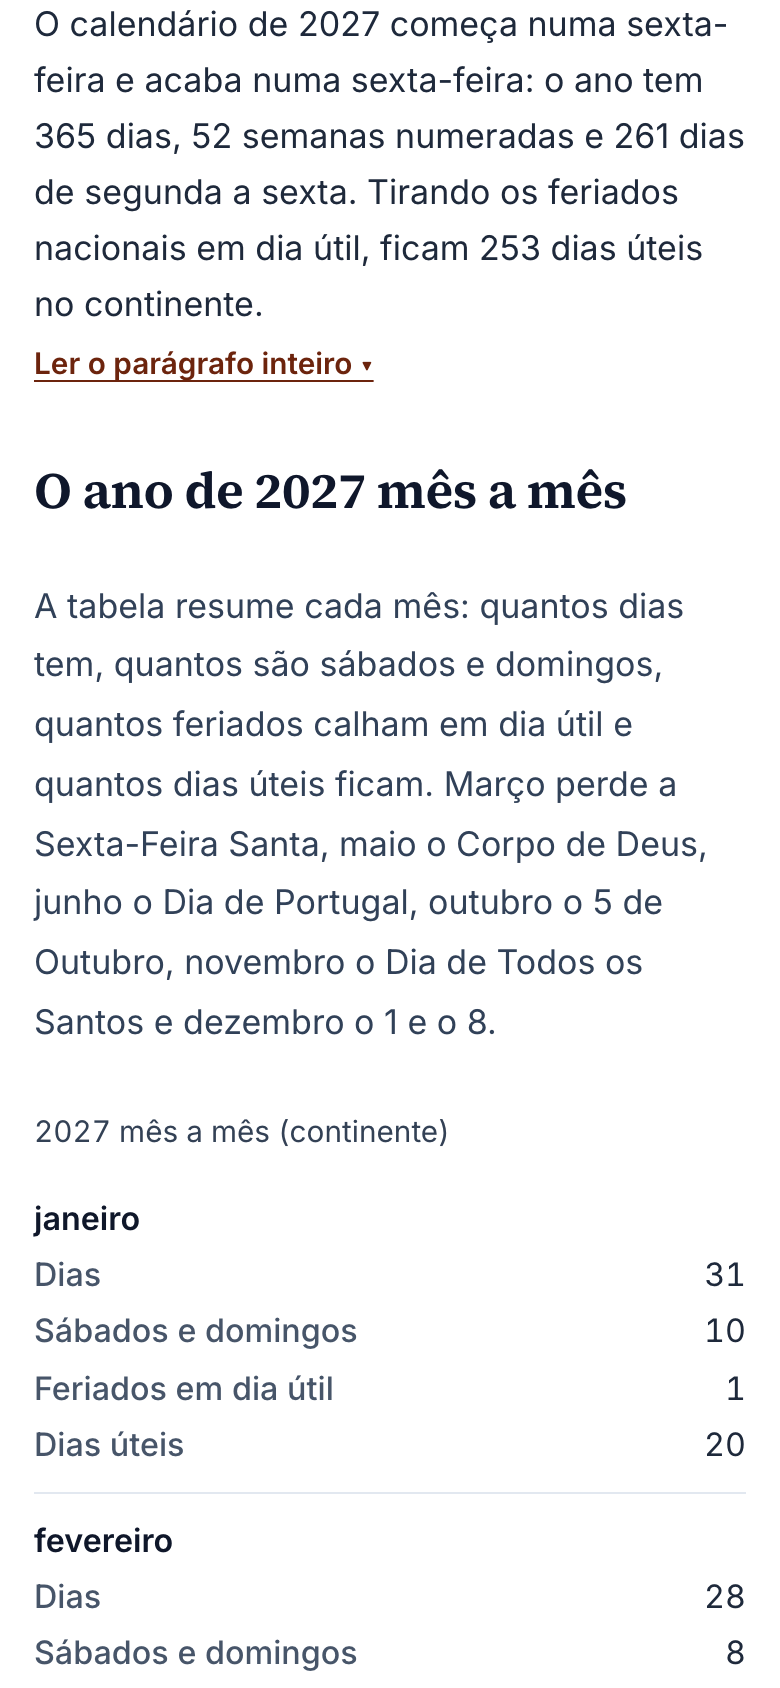 O calendário de 2027 começa numa sexta-
feira e acaba numa sexta-feira: o ano tem
365 dias, 52 semanas numeradas e 261 dias
de segunda a sexta. Tirando os feriados
nacionais em dia útil, ficam 253 dias úteis
no continente.
Ler o parágrafo inteiro ▾
O ano de 2027 mês a mês
A tabela resume cada mês: quantos dias
tem, quantos são sábados e domingos,
quantos feriados calham em dia útil e
quantos dias úteis ficam. Março perde a
Sexta-Feira Santa, maio o Corpo de Deus,
junho o Dia de Portugal, outubro o 5 de
Outubro, novembro o Dia de Todos os
Santos e dezembro o 1 e o 8.
2027 mês a mês (continente)
janeiro
Dias 31
Sábados e domingos 10
Feriados em dia útil 1
Dias úteis 20
fevereiro
Dias 28
Sábados e domingos 8